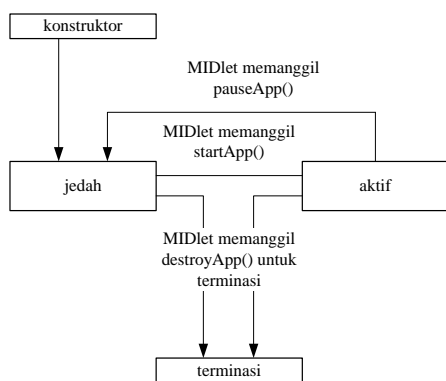 konstruktor
MIDlet memanggil
pauseApp()
MIDlet memanggil
startApp()
jedah
aktif
MIDlet memanggil
destroyApp() untuk
terminasi
terminasi